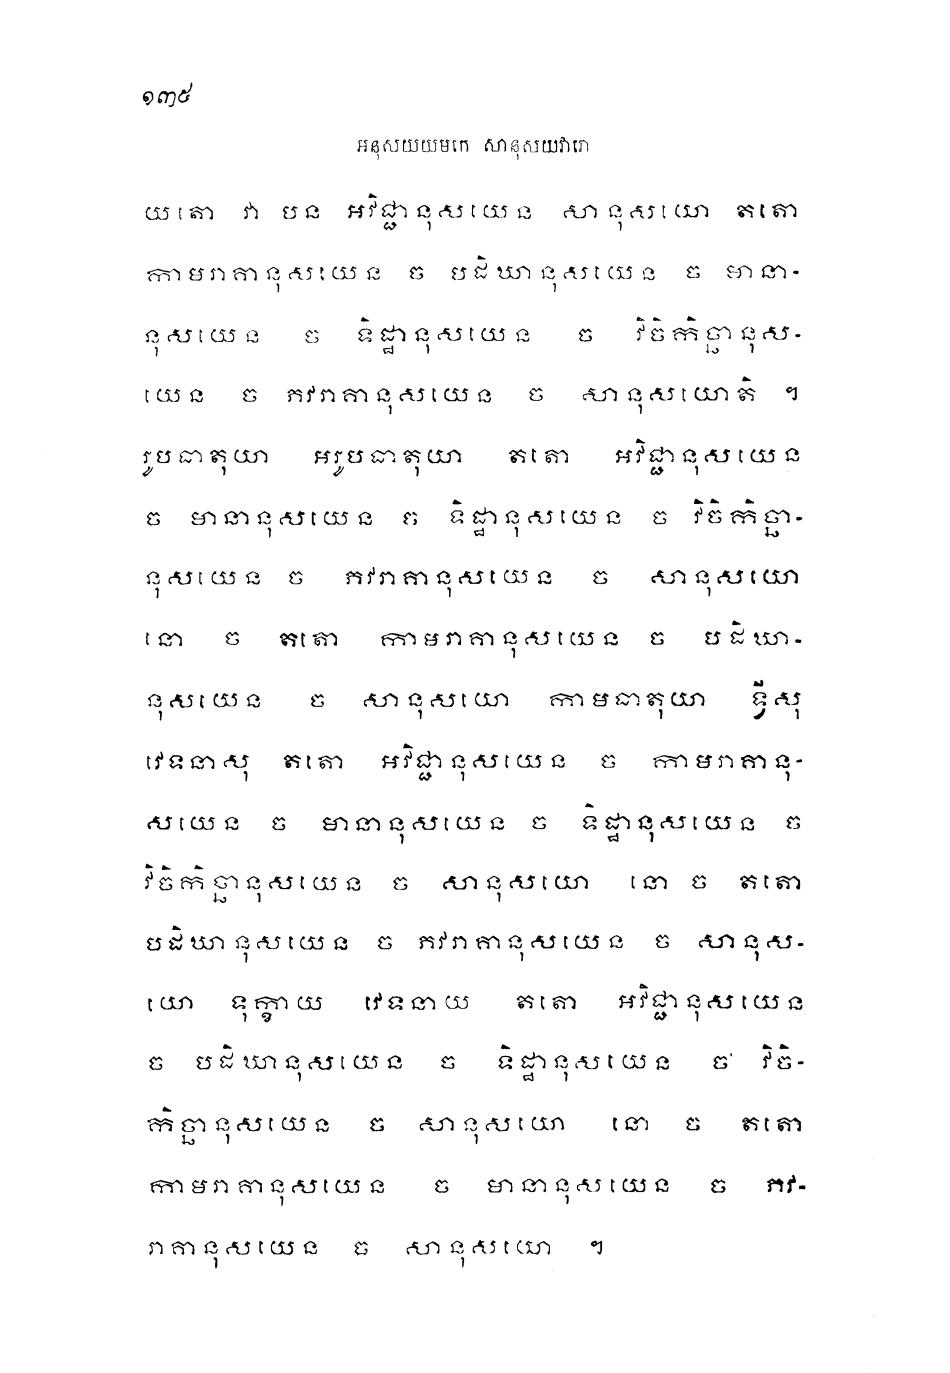 ១៣៥
អនុសយយមកេ សានុសយវារោ
យតោ វា បន អវិជ្ជានុសយេន សានុសយោ តតោ
កាមរាគានុសយេន ច បដិឃានុសយេន ច មានា-
នុសយេន ច ទិដ្ឋានុសយេន ច វិចិកិច្ឆានុស-
យេន ច ភវរាគានុសយេន ច សានុសយោតិ ។
រូបធាតុយា អរូបធាតុយា តតោ អវិជ្ជានុសយេន
ច មានានុសយេន ច ទិដ្ឋានុសយេន ច វិចិកិច្ឆា-
នុសយេន ច ភវរាគានុសយេន ច សានុសយោ
នោ ច តតោ កាមរាគានុសយេន ច បដិឃា-
នុសយេន ច សានុសយោ កាមធាតុយា ទ្វីសុ
វេទនាសុ តតោ អវិជ្ជានុសយេន ច កាមរាគានុ-
សយេន ច មានានុសយេន ច ទិដ្ឋានុសយេន ច
វិចិកិច្ឆានុសយេន ច សានុសយោ នោ ច តតោ
បដិឃានុសយេន ច ភវរាគានុសយេន ច សានុស-
យោ ទុក្ខាយ វេទនាយ តតោ អវិជ្ជានុសយេន
ច បដិឃានុសយេន ច ទិដ្ឋានុសយេន ច វិចិ-
កិច្ឆានុសយេន ច សានុសយោ នោ ច តតោ
កាមរាគានុសយេន ច មានានុសយេន ច ភវ-
រាគានុសយេន ច សានុសយោ ។